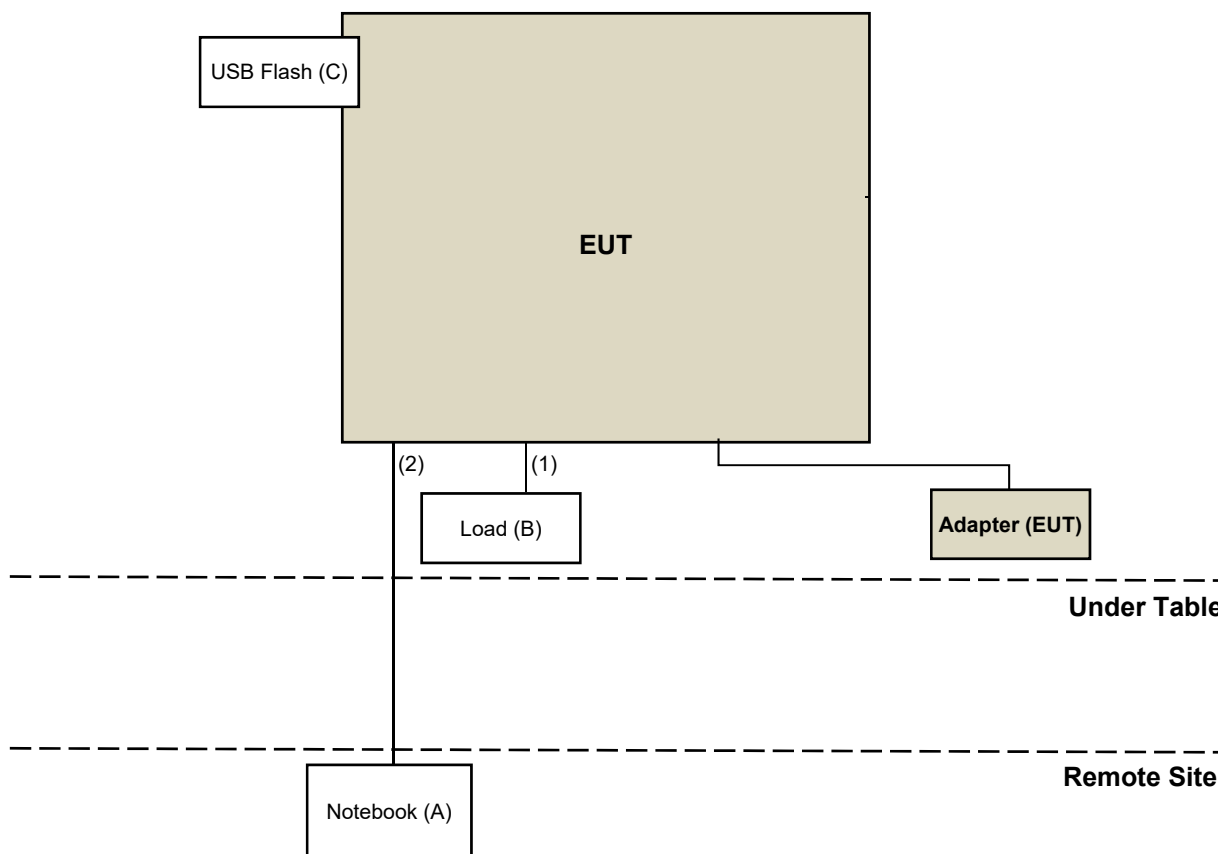 USB Flash (C)
EUT
(2)
(1)
Load (B)
Adapter (EUT)
Under Table
Remote Site
Notebook (A)